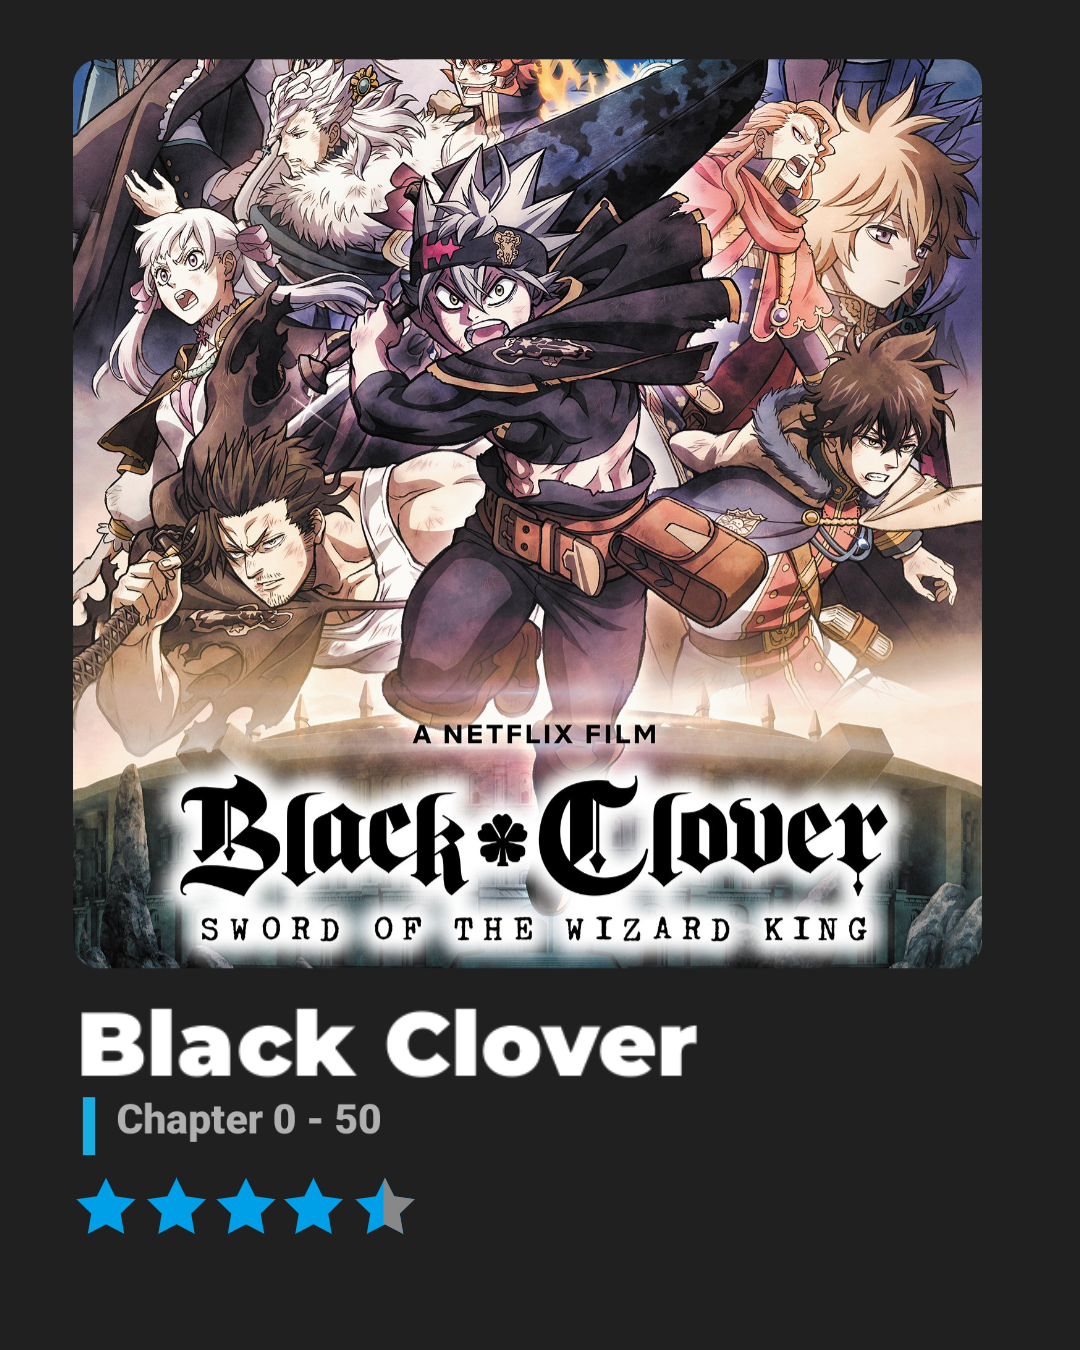 A NETFLIX FILM
Black Clover
SWORD OF THE WIZARD KING
Black Clover
Chapter 0 - 50